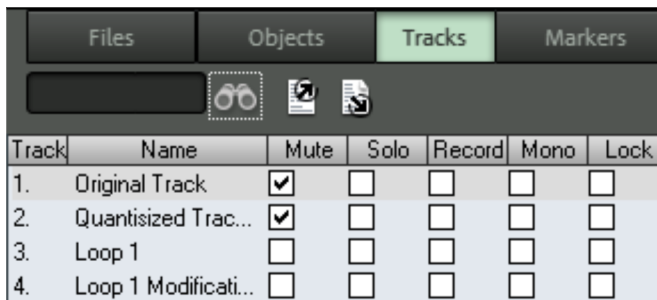 Files Objects Tracks Markers
Track Name Mute Solo Record Mono Lock
1. Original Track
2. Quantisized Trac...
3. Loop 1
4. Loop 1 Modificati...